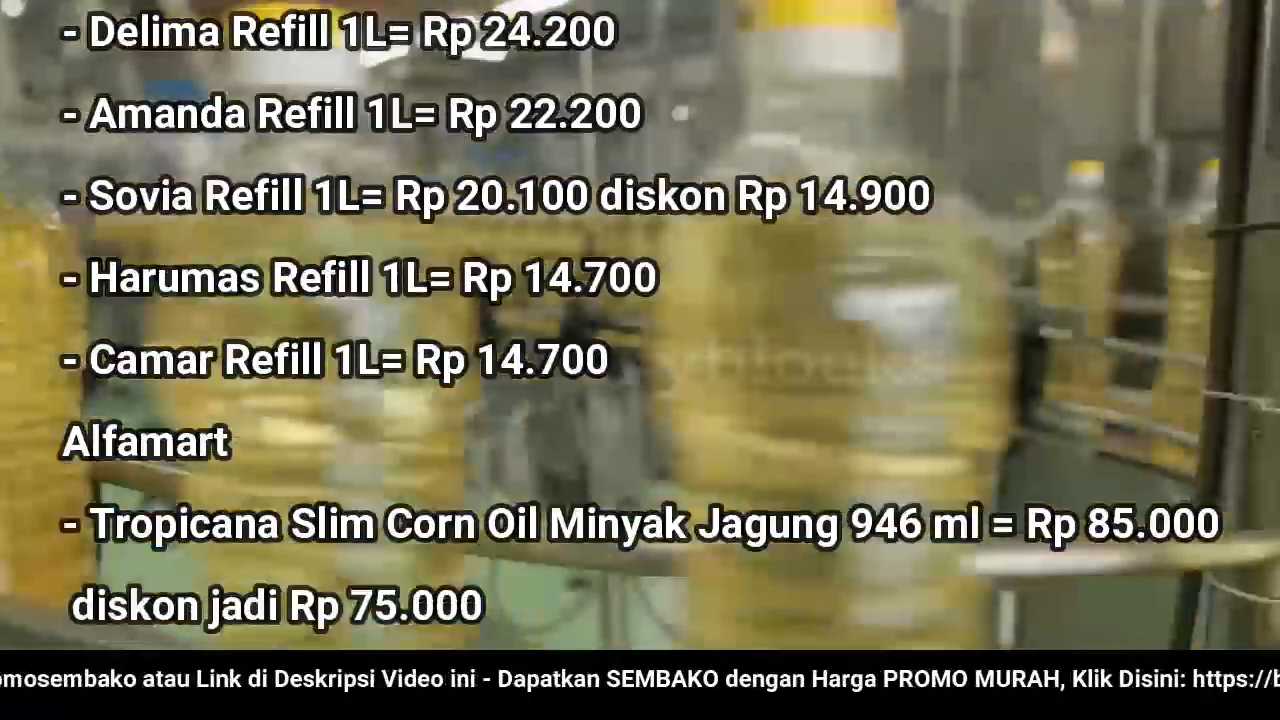 - Delima Refill 1L= Rp 24.200
- Amanda Refill 1L= Rp 22.200
- Sovia Refill 1L= Rp 20.100 diskon Rp 14.900
- Harumas Refill 1L= Rp 14.700
- Camar Refill 1L= Rp 14.700
Alfamart
- Tropicana Slim Corn Oil Minyak Jagung 946 ml = Rp 85.000
diskon jadi Rp 75.000
omosembako atau Link di Deskripsi Video ini - Dapatkan SEMBAKO dengan Harga PROMO MURAH, Klik Disini: https://b